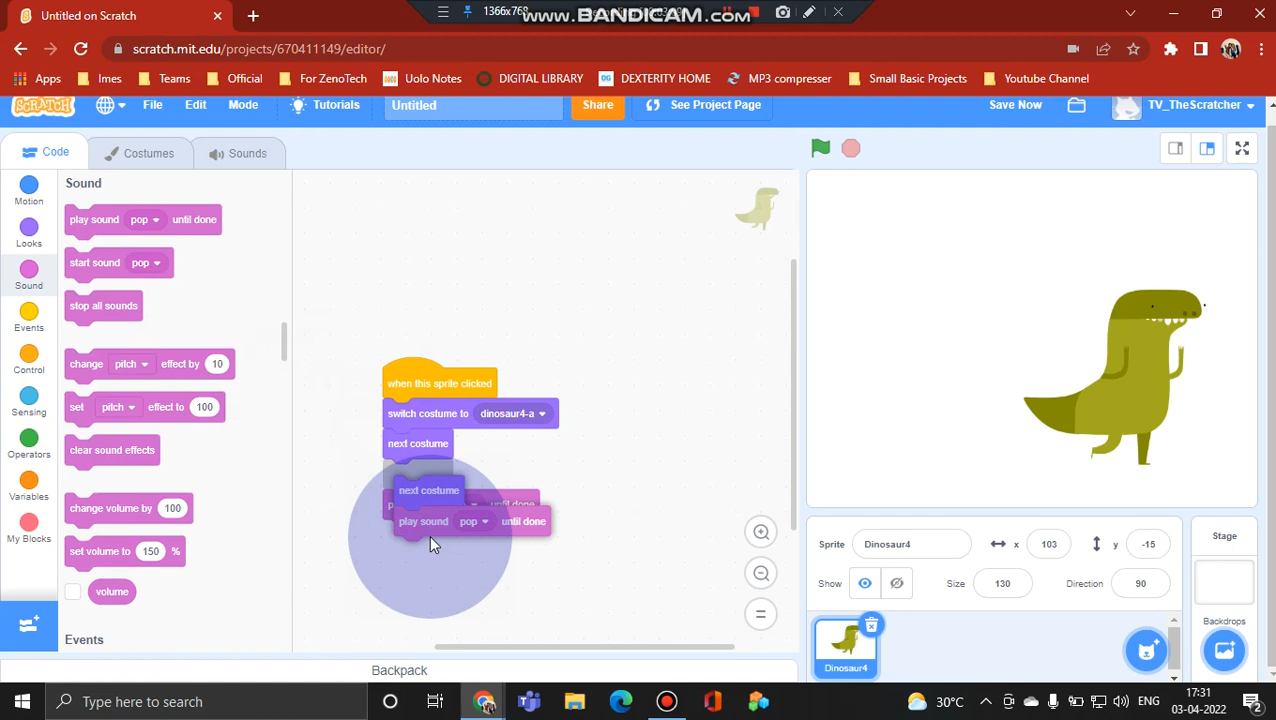 Untitled on Scratch
1366x768
www.BANDICAM.com
scratch.mit.edu/projects/670411149/editor/
Apps Imes Teams Official For ZenoTech Uolo Notes DIGITAL LIBRARY DEXTERITY HOME MP3 compresser Small Basic Projects Youtube Channel
SCRATCH File Edit Mode Tutorials Untitled Share See Project Page Save Now TV_TheScratcher
Code Costumes Sounds
Motion
Looks
Sound
Events
Control
Sensing
Operators
Variables
My Blocks
Sound
play sound pop until done
start sound pop
stop all sounds
change pitch effect by 10
set pitch effect to 100
clear sound effects
change volume by 100
set volume to 150 %
volume
Events
when this sprite clicked
switch costume to dinosaur4-a
next costume
next costume
until done
play sound pop until done
Backpack
Sprite Dinosaur4 x 103 y -15
Show Size 130 Direction 90
Dinosaur4
Stage
Backdrops
Type here to search
30°C
ENG
17:31
03-04-2022
2